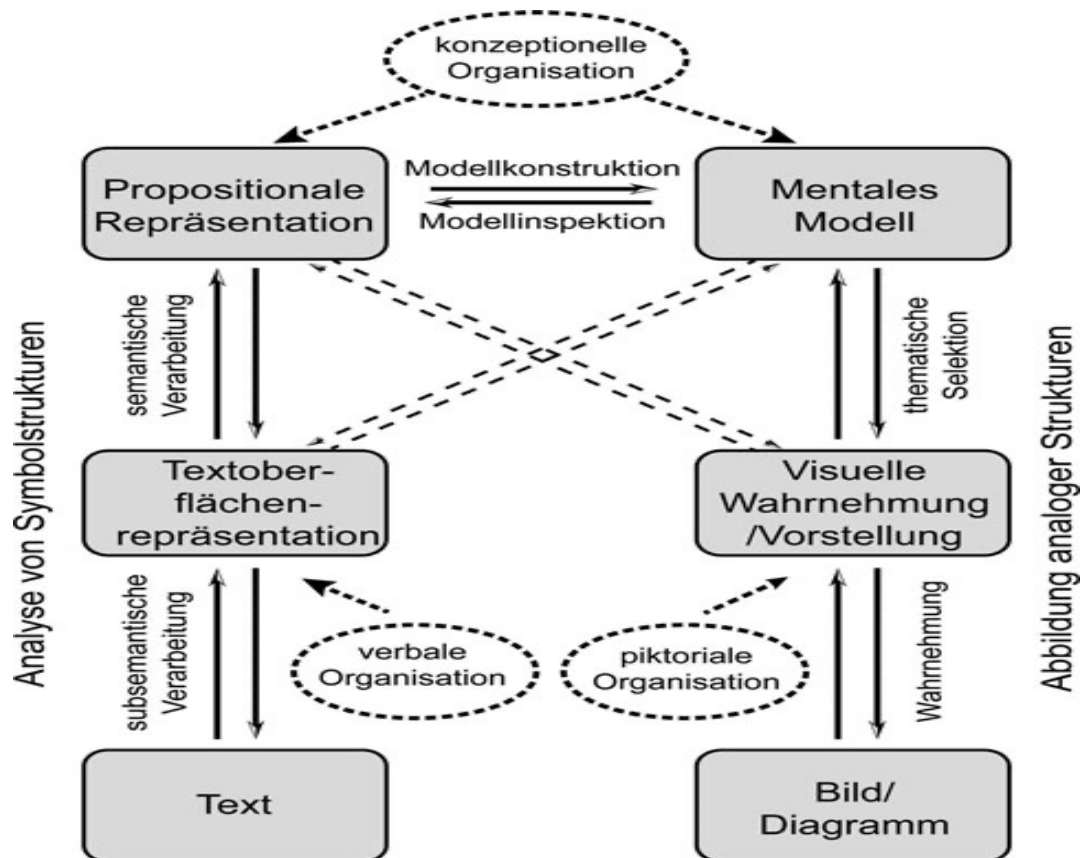 konzeptionelle
Organisation
Propositionale
Repräsentation
Modellkonstruktion
Modellinspektion
Mentales
Modell
Analyse von Symbolstrukturen
semantische
Verarbeitung
thematische
Selektion
Abbildung analoger Strukturen
Textober-
flächen-
repräsentation
Visuelle
Wahrnehmung
/Vorstellung
subsemantische
Verarbeitung
verbale
Organisation
piktoriale
Organisation
Wahrnehmung
Text
Bild/
Diagramm